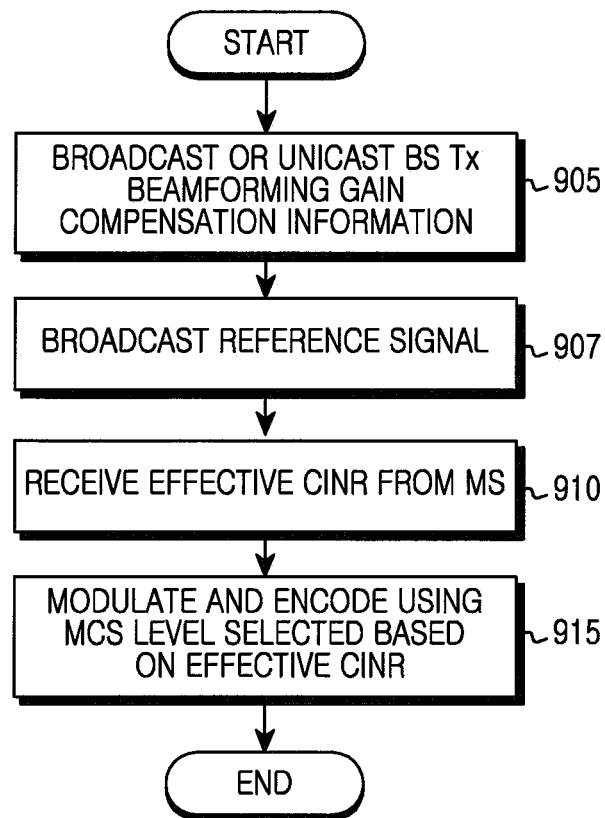 START
BROADCAST OR UNICAST BS Tx
BEAMFORMING GAIN
COMPENSATION INFORMATION
905
BROADCAST REFERENCE SIGNAL
907
RECEIVE EFFECTIVE CINR FROM MS
910
MODULATE AND ENCODE USING
MCS LEVEL SELECTED BASED
ON EFFECTIVE CINR
915
END